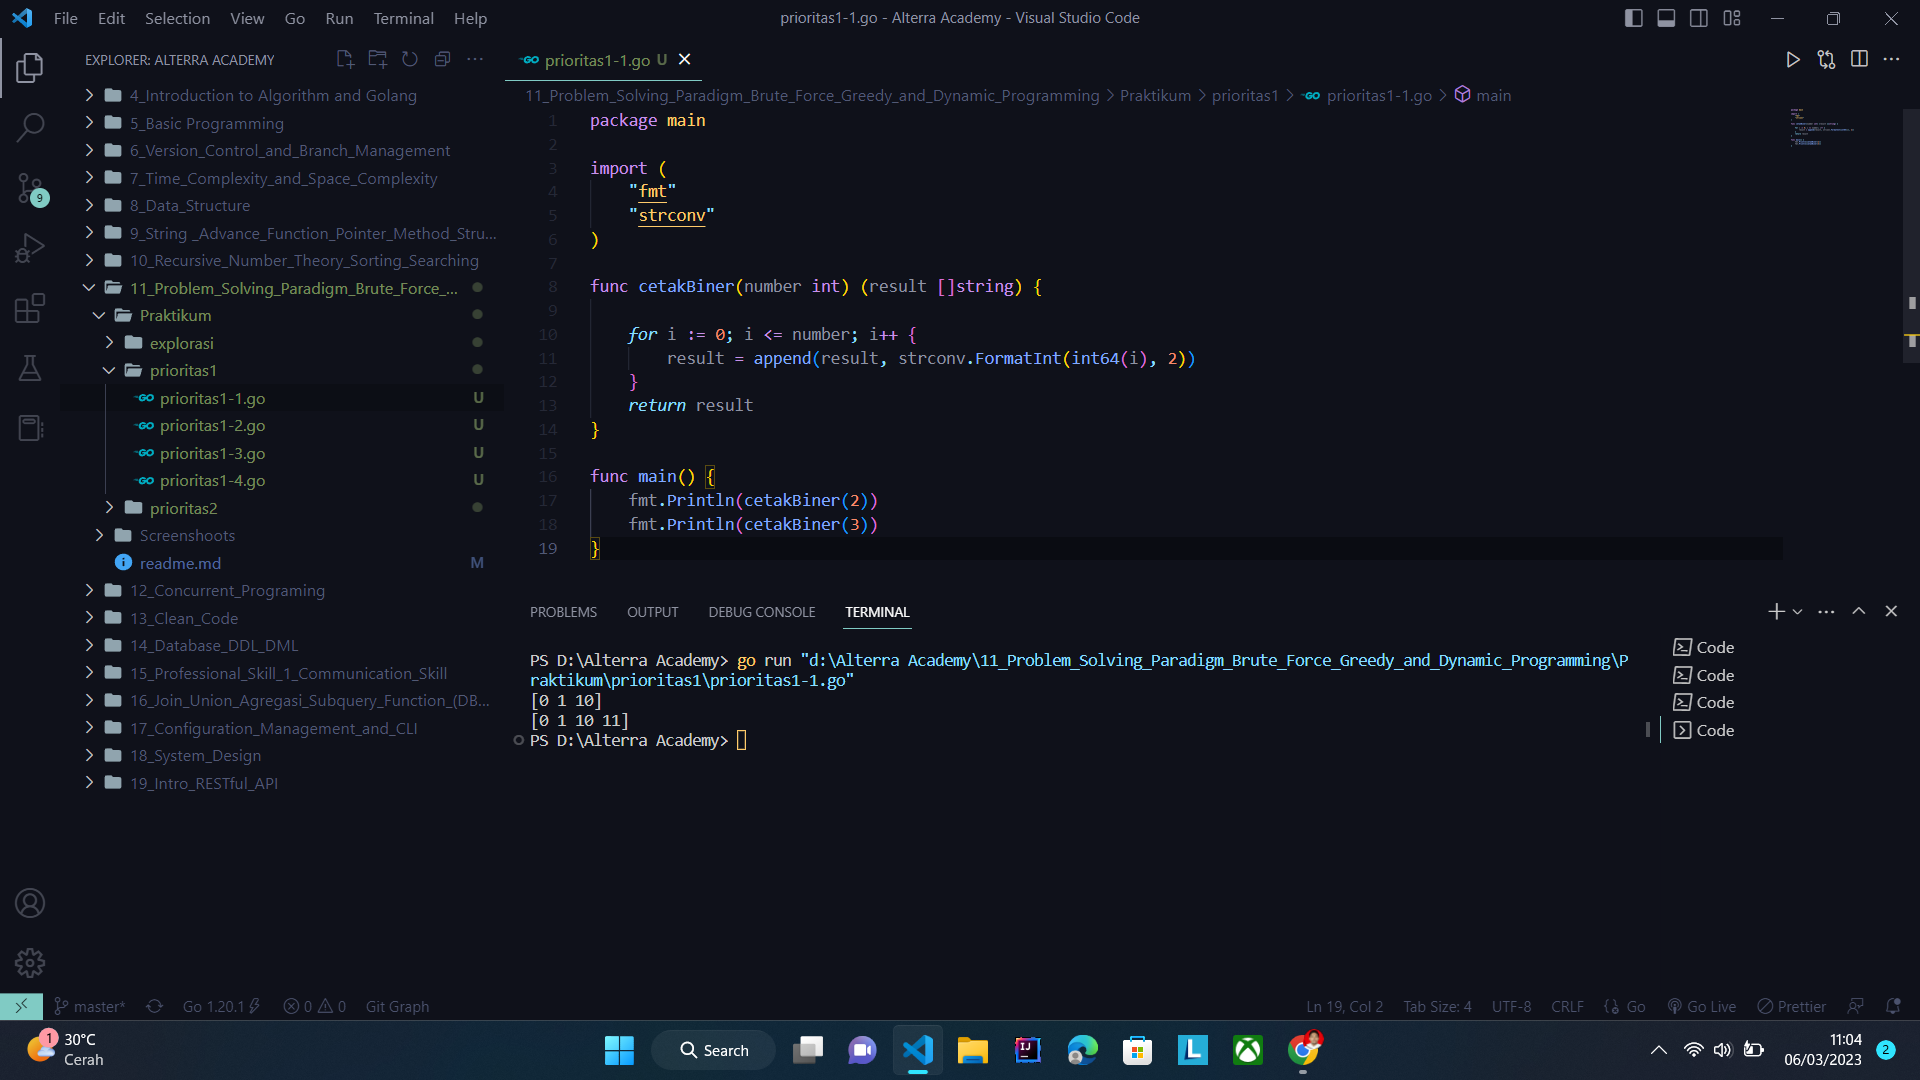 File Edit Selection View Go Run Terminal Help
prioritas1-1.go - Alterra Academy - Visual Studio Code
EXPLORER: ALTERRA ACADEMY
4_Introduction to Algorithm and Golang
5_Basic Programming
6_Version_Control_and_Branch_Management
7_Time_Complexity_and_Space_Complexity
8_Data_Structure
9_String _Advance_Function_Pointer_Method_Stru...
10_Recursive_Number_Theory_Sorting_Searching
11_Problem_Solving_Paradigm_Brute_Force_...
Praktikum
explorasi
prioritas1
prioritas1-1.go U
prioritas1-2.go U
prioritas1-3.go U
prioritas1-4.go U
prioritas2
Screenshoots
readme.md M
12_Concurrent_Programing
13_Clean_Code
14_Database_DDL_DML
15_Professional_Skill_1_Communication_Skill
16_Join_Union_Agregasi_Subquery_Function_(DB...
17_Configuration_Management_and_CLI
18_System_Design
19_Intro_RESTful_API
9
GO prioritas1-1.go U
11_Problem_Solving_Paradigm_Brute_Force_Greedy_and_Dynamic_Programming > Praktikum > prioritas1 > GO prioritas1-1.go > main
1 package main
2
3 import (
4 "fmt"
5 "strconv"
6 )
7
8 func cetakBiner(number int) (result []string) {
9
10 for i := 0; i <= number; i++ {
11 result = append(result, strconv.FormatInt(int64(i), 2))
12 }
13 return result
14 }
15
16 func main() {
17 fmt.Println(cetakBiner(2))
18 fmt.Println(cetakBiner(3))
19 }
PROBLEMS OUTPUT DEBUG CONSOLE TERMINAL
PS D:\Alterra Academy> go run "d:\Alterra Academy\11_Problem_Solving_Paradigm_Brute_Force_Greedy_and_Dynamic_Programming\P
raktikum\prioritas1\prioritas1-1.go"
[0 1 10]
[0 1 10 11]
PS D:\Alterra Academy>
Code
Code
Code
Code
master* Go 1.20.1 0 0 Git Graph
Ln 19, Col 2 Tab Size: 4 UTF-8 CRLF Go Go Live Prettier
1 30°C
Cerah
Search
11:04
06/03/2023
2